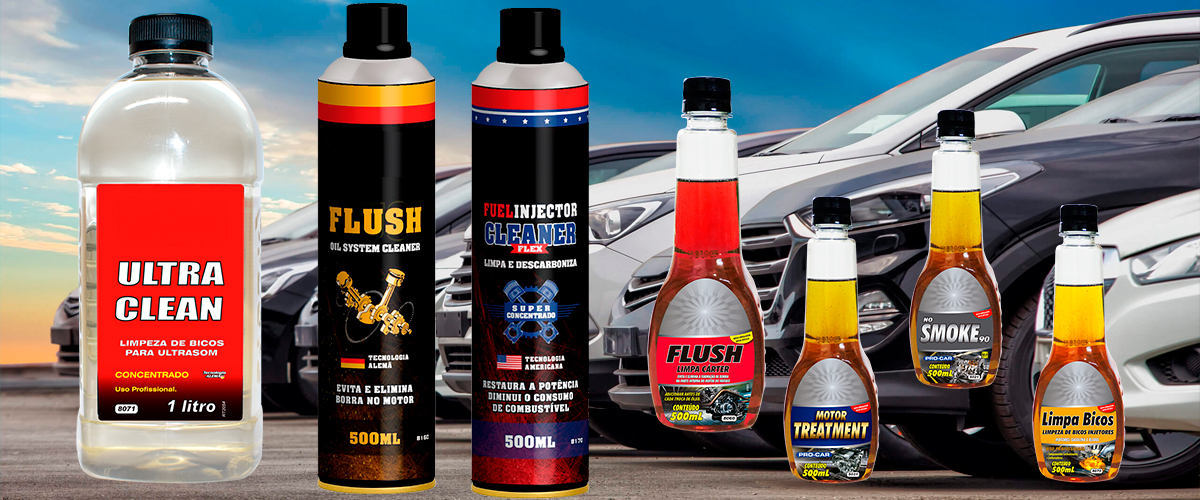 ULTRA
CLEAN
LIMPEZA DE BICOS
PARA ULTRASOM
CONCENTRADO
Uso Profissional.
8071
1 litro
FLUSH
OIL SYSTEM CLEANER
TECNOLOGIA
ALEMÃ
EVITA E ELIMINA
BORRA NO MOTOR
500ML
FUELINJECTOR
CLEANER
FLEX
LIMPA E DESCARBONIZA
SUPER
CONCENTRADO
TECNOLOGIA
AMERICANA
RESTAURA A POTÊNCIA
DIMINUI O CONSUMO
DE COMBUSTÍVEL
500ML
FLUSH
LIMPA CARTER
CONTEÚDO
500mL
MOTOR
TREATMENT
PRO-CAR
CONTEÚDO
500mL
NO
SMOKE 90
PRO-CAR
CONTEÚDO
500mL
Limpa Bicos
LIMPEZA DE BICOS INJETORES
CONTEÚDO
500mL